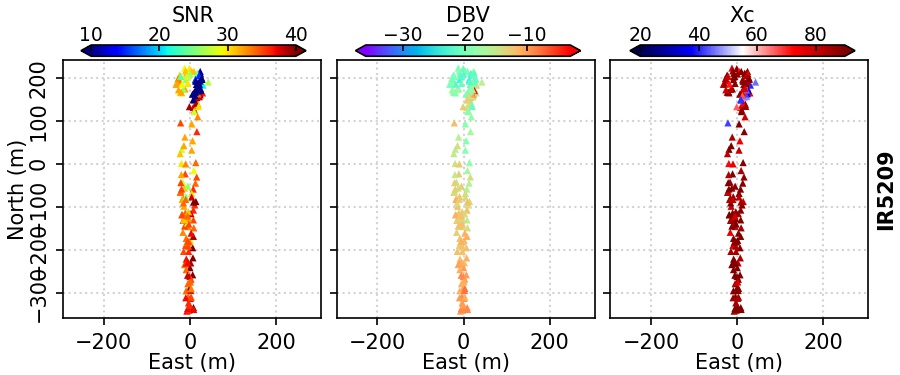 SNR DBV Xc
10 20 30 40 −30 −20 −10 20 40 60 80
North (m)
200
100
0
−100
−200
−300
IR5209
−200 0 200 −200 0 200 −200 0 200
East (m) East (m) East (m)